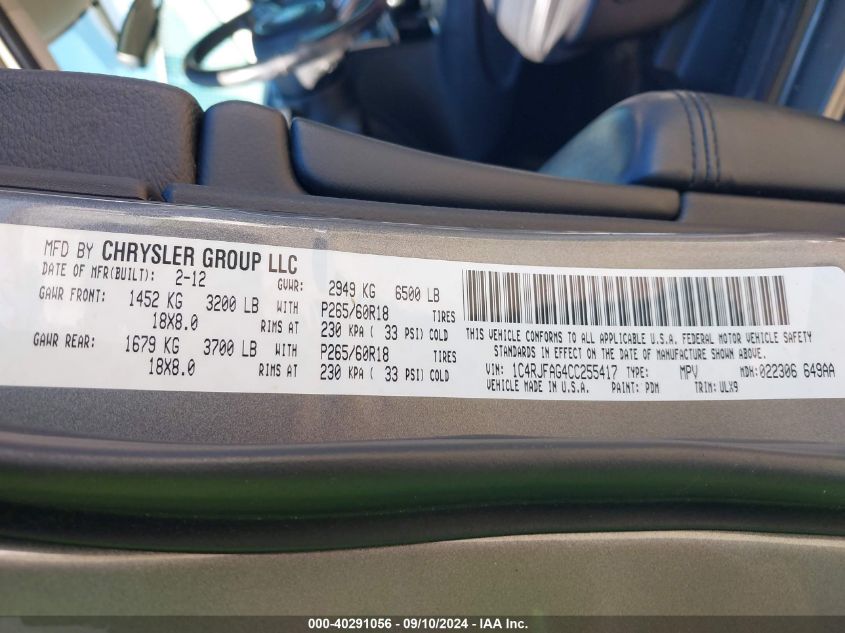 MFD BY CHRYSLER GROUP LLC
DATE OF MFR(BUILT): 2-12 GVWR: 2949 KG 6500 LB
GAWR FRONT: 1452 KG 3200 LB WITH P265/60R18 TIRES
18X8.0 RIMS AT 230 KPA ( 33 PSI) COLD
GAWR REAR: 1679 KG 3700 LB WITH P265/60R18 TIRES
18X8.0 RIMS AT 230 KPA ( 33 PSI) COLD
THIS VEHICLE CONFORMS TO ALL APPLICABLE U.S.A. FEDERAL MOTOR VEHICLE SAFETY
STANDARDS IN EFFECT ON THE DATE OF MANUFACTURE SHOWN ABOVE.
VIN: 1C4RJFAG4CC255417 TYPE: MPV MDH: 022306 649AA
VEHICLE MADE IN U.S.A. PAINT: PDM TRIM: ULX9
000-40291056 - 09/10/2024 - IAA Inc.